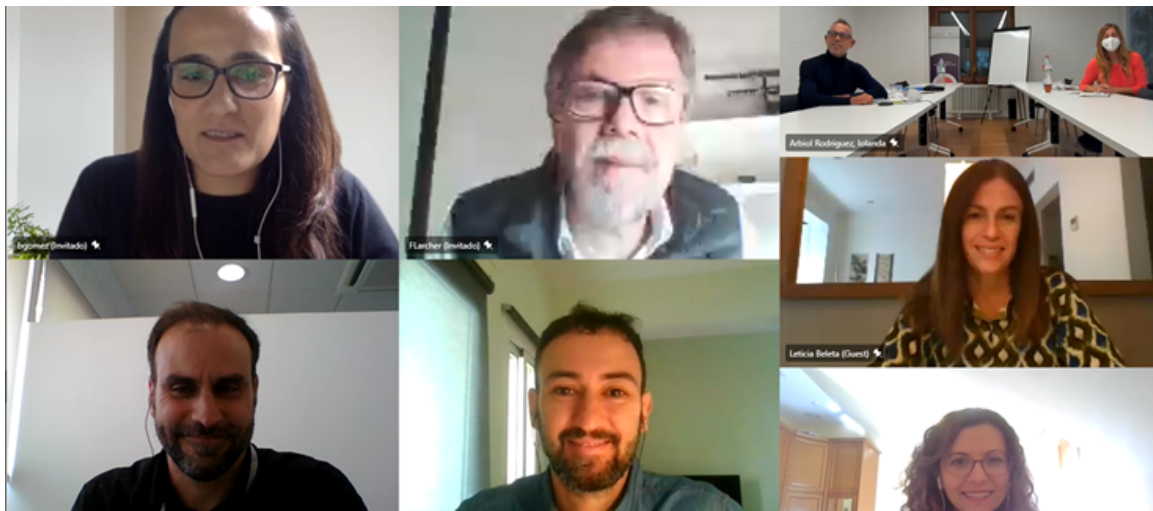 bgomez (Invitado)
FLarcher (Invitado)
Arbiol Rodriguez, Iolanda
Leticia Beleta (Guest)